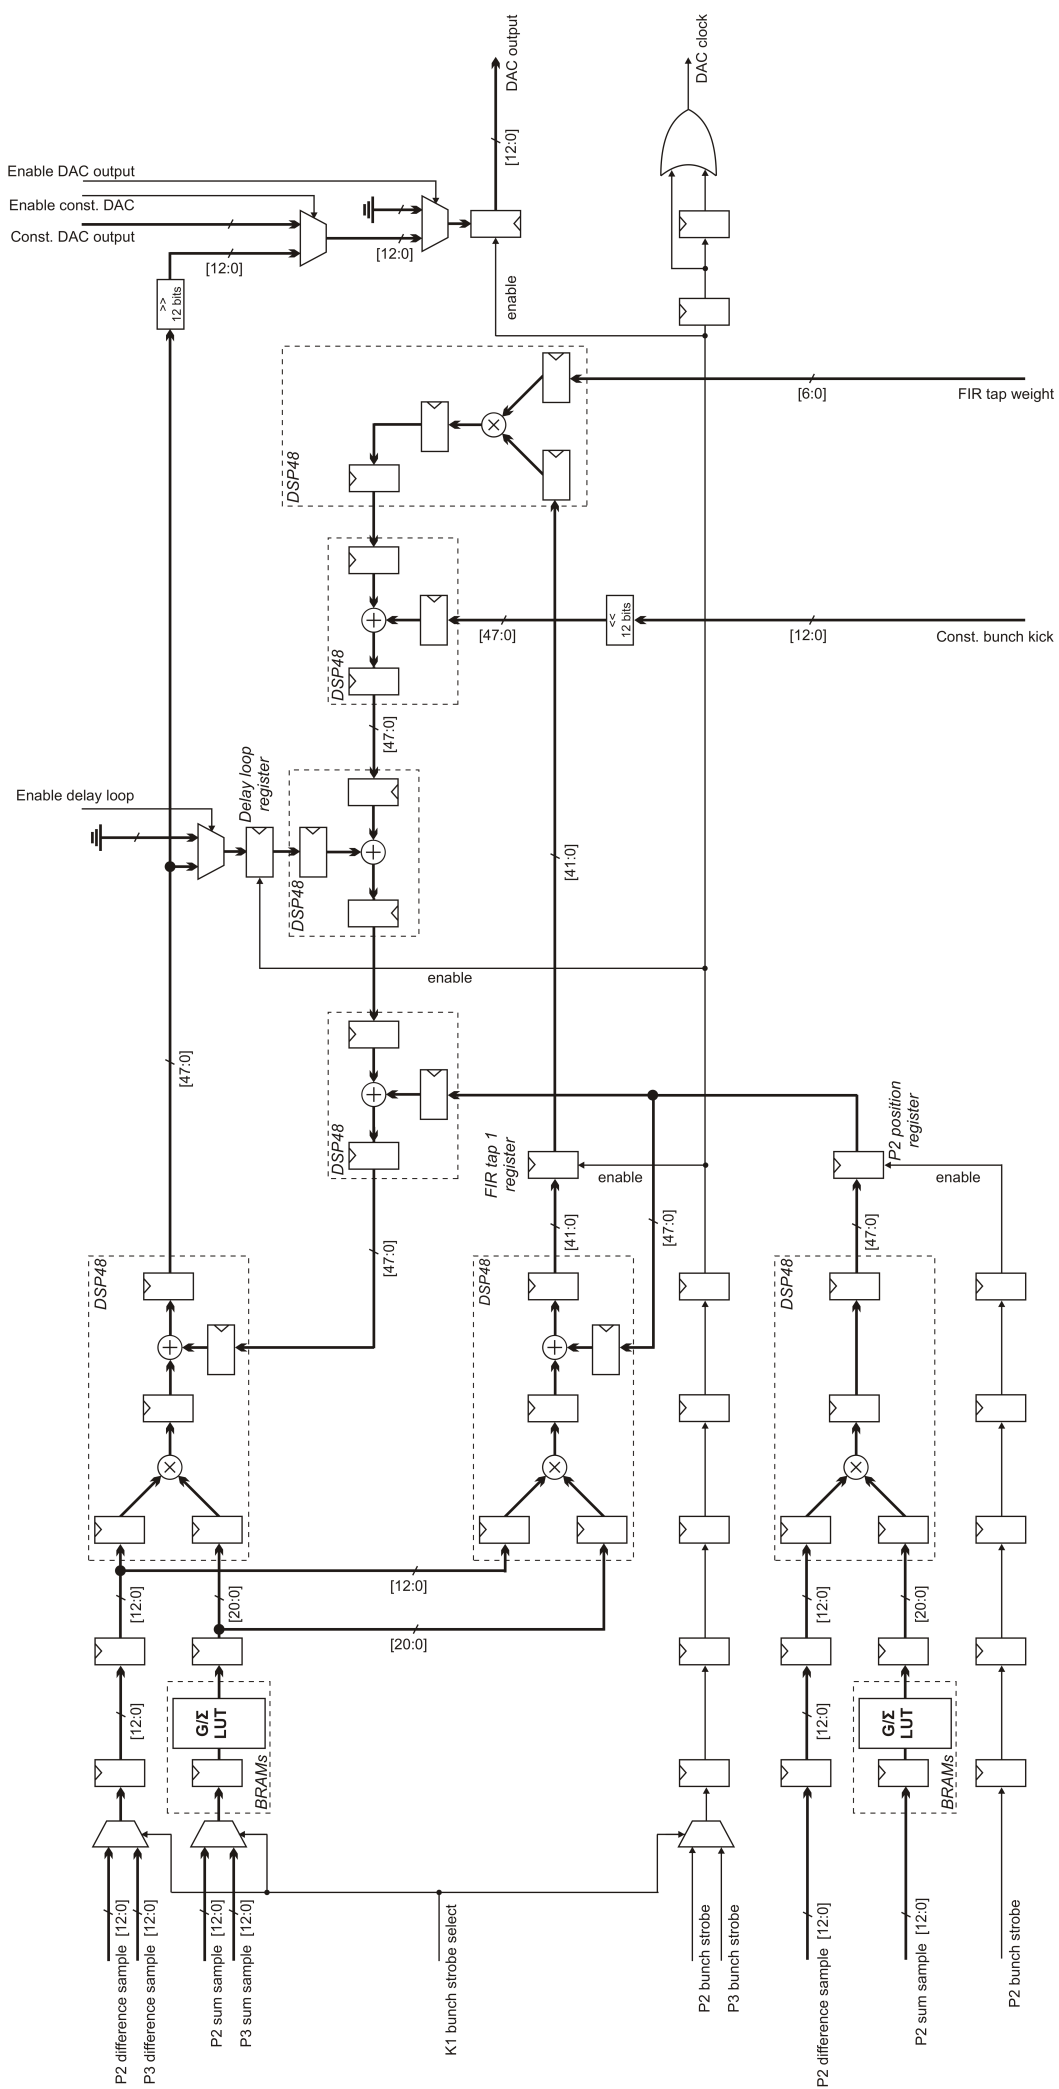 DAC output
DAC clock
Enable DAC output
Enable const. DAC
Const. DAC output
[12:0]
[12:0]
[12:0]
>>
12 bits
enable
[6:0]
FIR tap weight
DSP48
<<
12 bits
[47:0]
[12:0]
Const. bunch kick
DSP48
[47:0]
Delay loop
register
Enable delay loop
DSP48
[41:0]
enable
[47:0]
DSP48
FIR tap 1
register
P2 position
register
enable
enable
[47:0]
[41:0]
[47:0]
[47:0]
DSP48
DSP48
DSP48
[12:0]
[20:0]
[12:0]
[20:0]
[12:0]
[20:0]
[12:0]
G/Σ
LUT
BRAMs
[12:0]
G/Σ
LUT
BRAMs
P2 difference sample [12:0]
P3 difference sample [12:0]
P2 sum sample [12:0]
P3 sum sample [12:0]
K1 bunch strobe select
P2 bunch strobe
P3 bunch strobe
P2 difference sample [12:0]
P2 sum sample [12:0]
P2 bunch strobe